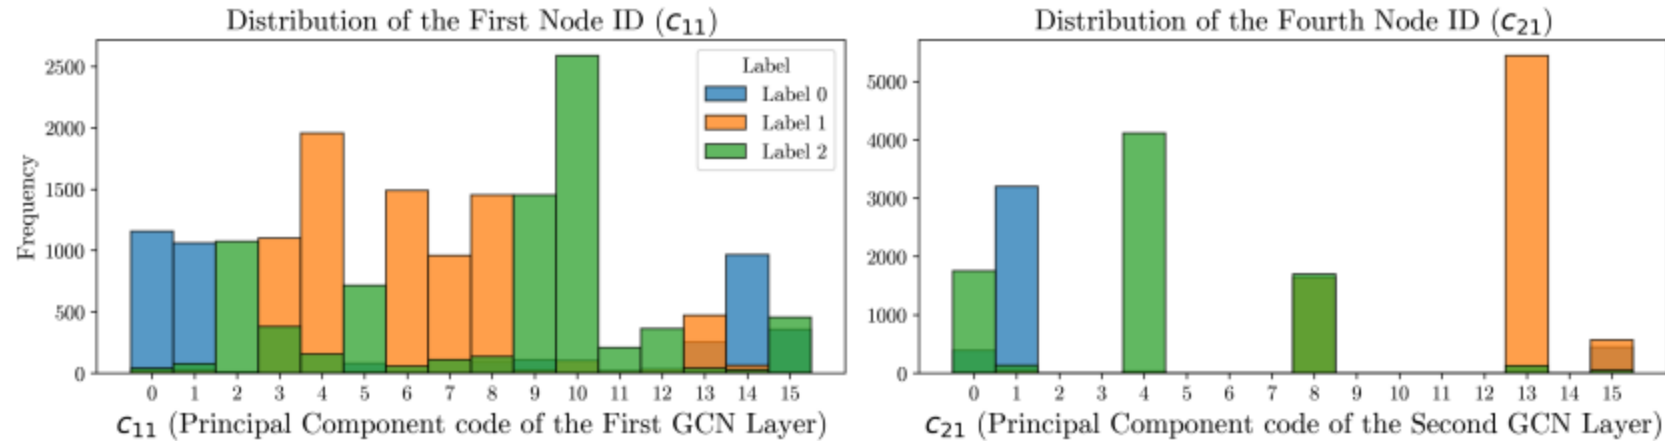 Distribution of the First Node ID (c₁₁)
2500
2000
1500
1000
500
0
Frequency
Label
Label 0
Label 1
Label 2
0 1 2 3 4 5 6 7 8 9 10 11 12 13 14 15
c₁₁ (Principal Component code of the First GCN Layer)
Distribution of the Fourth Node ID (c₂₁)
5000
4000
3000
2000
1000
0
0 1 2 3 4 5 6 7 8 9 10 11 12 13 14 15
c₂₁ (Principal Component code of the Second GCN Layer)